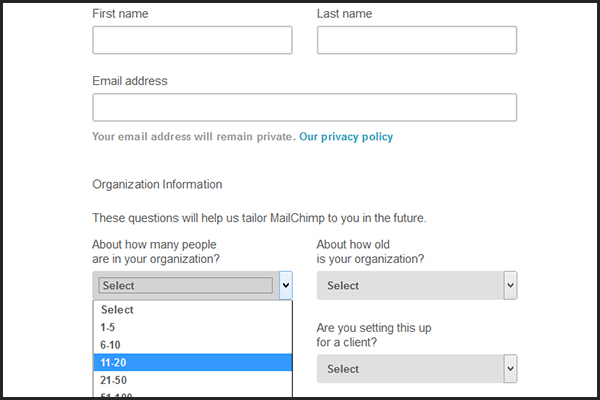 First name
Last name
Email address
Your email address will remain private. Our privacy policy
Organization Information
These questions will help us tailor MailChimp to you in the future.
About how many people
are in your organization?
Select
Select
1-5
6-10
11-20
21-50
51-100
About how old
is your organization?
Select
Are you setting this up
for a client?
Select